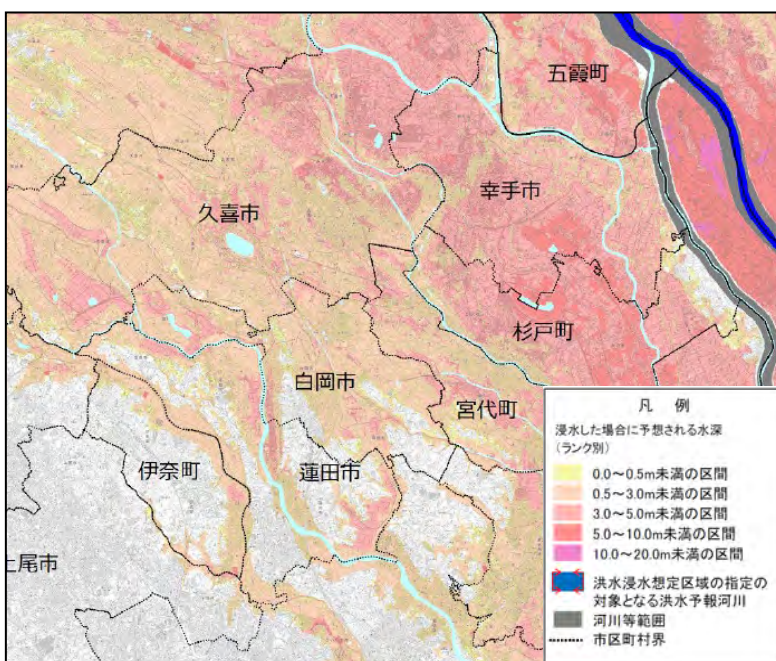 五霞町
幸手市
久喜市
杉戸町
白岡市
宮代町
伊奈町
蓮田市
上尾市
凡 例
浸水した場合に予想される水深
(ランク別)
0.0～0.5m未満の区間
0.5～3.0m未満の区間
3.0～5.0m未満の区間
5.0～10.0m未満の区間
10.0～20.0m未満の区間
洪水浸水想定区域の指定の
対象となる洪水予報河川
河川等範囲
市区町村界